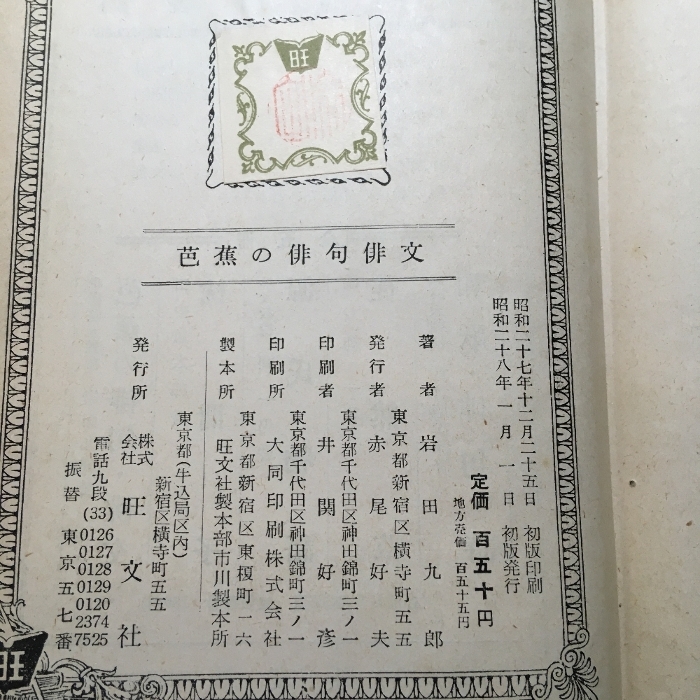 旺
芭蕉の俳句俳文
昭和二十七年十二月二十五日 初版印刷
昭和二十八年一月一日 初版発行
定価 百五十円
地方売価 百五十五円
著者 岩田九郎
東京都新宿区横寺町五五
発行者 赤尾好夫
東京都千代田区神田錦町三ノ一
印刷者 井関好彦
東京都千代田区神田錦町三ノ一
印刷所 大同印刷株式会社
東京都新宿区東榎町一六
製本所 旺文社製本部市川製本所
東京都(牛込局区内)
新宿区横寺町五五
発行所 株式会社 旺文社
電話九段(33)
0126
0127
0128
0129
0120
2374
振替東京五七番
7525
旺